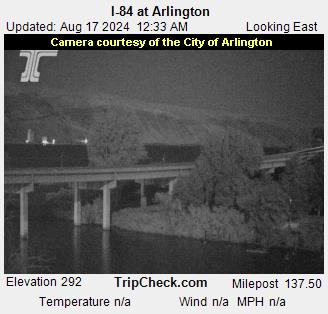 I-84 at Arlington
Updated: Aug 17 2024 12:33 AM Looking East
Camera courtesy of the City of Arlington
Elevation 292 TripCheck.com Milepost 137.50
Temperature n/a Wind n/a MPH n/a